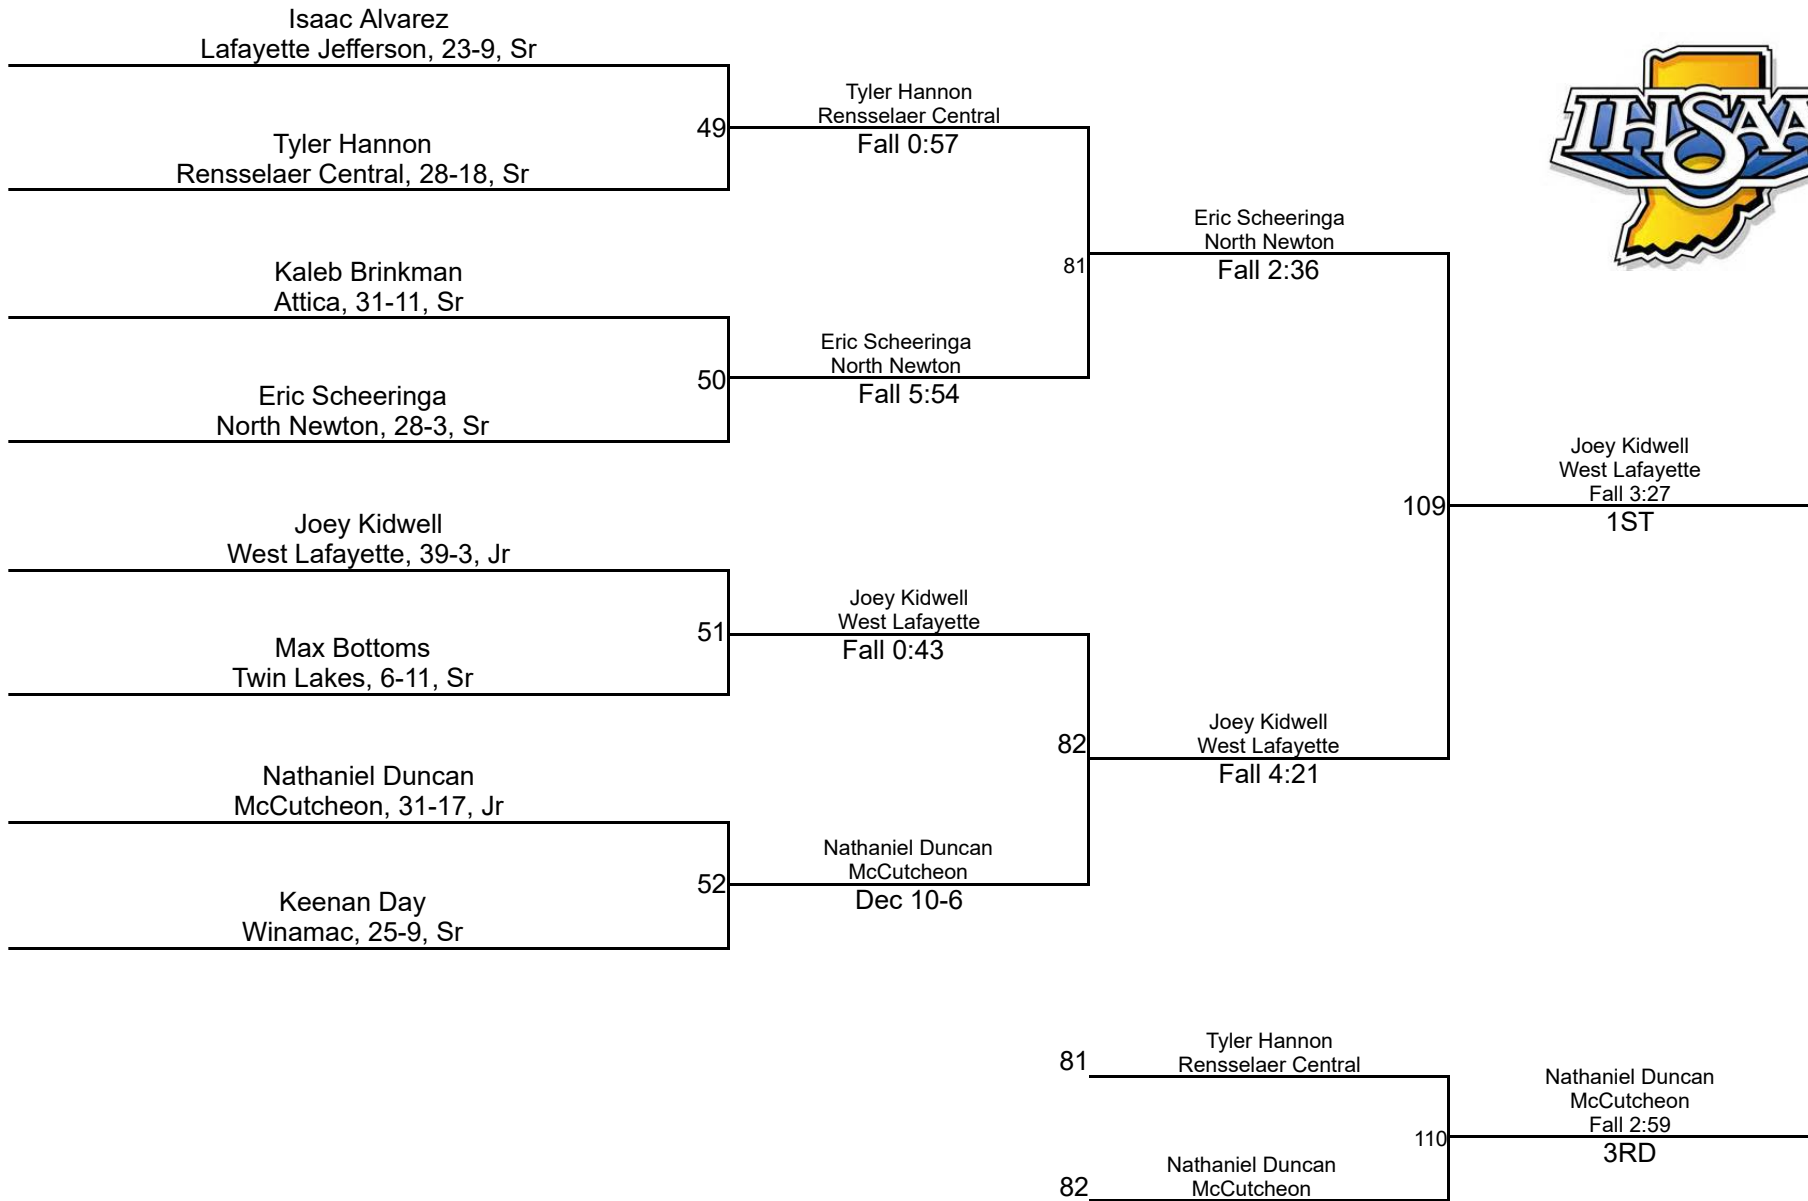 Isaac Alvarez
Lafayette Jefferson, 23-9, Sr
Tyler Hannon
Rensselaer Central, 28-18, Sr
49
Tyler Hannon
Rensselaer Central
Fall 0:57
Kaleb Brinkman
Attica, 31-11, Sr
Eric Scheeringa
North Newton, 28-3, Sr
50
Eric Scheeringa
North Newton
Fall 5:54
81
Eric Scheeringa
North Newton
Fall 2:36
IHSAA
Joey Kidwell
West Lafayette, 39-3, Jr
Max Bottoms
Twin Lakes, 6-11, Sr
51
Joey Kidwell
West Lafayette
Fall 0:43
Nathaniel Duncan
McCutcheon, 31-17, Jr
Keenan Day
Winamac, 25-9, Sr
52
Nathaniel Duncan
McCutcheon
Dec 10-6
82
Joey Kidwell
West Lafayette
Fall 4:21
109
Joey Kidwell
West Lafayette
Fall 3:27
1ST
81
Tyler Hannon
Rensselaer Central
82
Nathaniel Duncan
McCutcheon
110
Nathaniel Duncan
McCutcheon
Fall 2:59
3RD